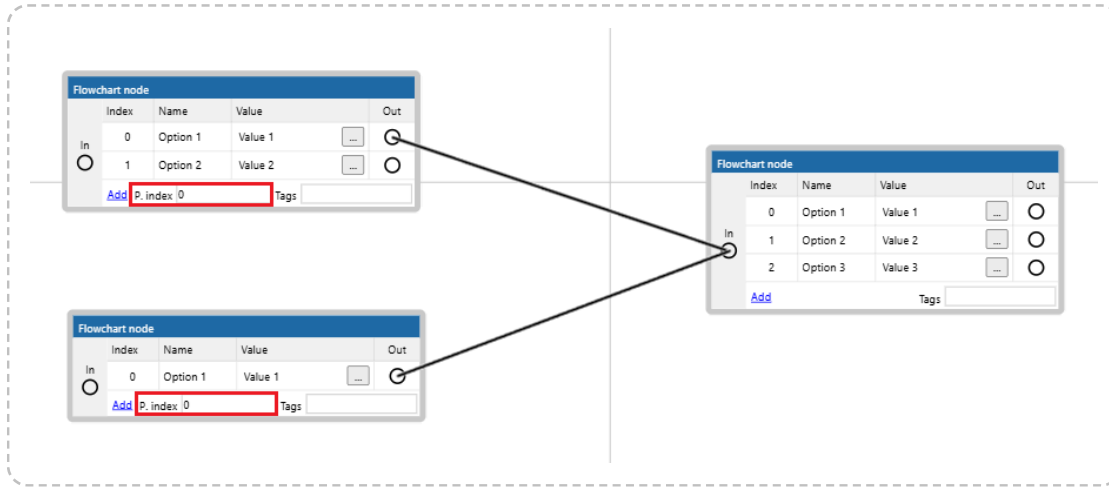 Flowchart node
Index Name Value Out
In
0 Option 1 Value 1 ...
1 Option 2 Value 2 ...
Add P. index 0 Tags
Flowchart node
Index Name Value Out
In
0 Option 1 Value 1 ...
1 Option 2 Value 2 ...
2 Option 3 Value 3 ...
Add Tags
Flowchart node
Index Name Value Out
In
0 Option 1 Value 1 ...
Add P. index 0 Tags